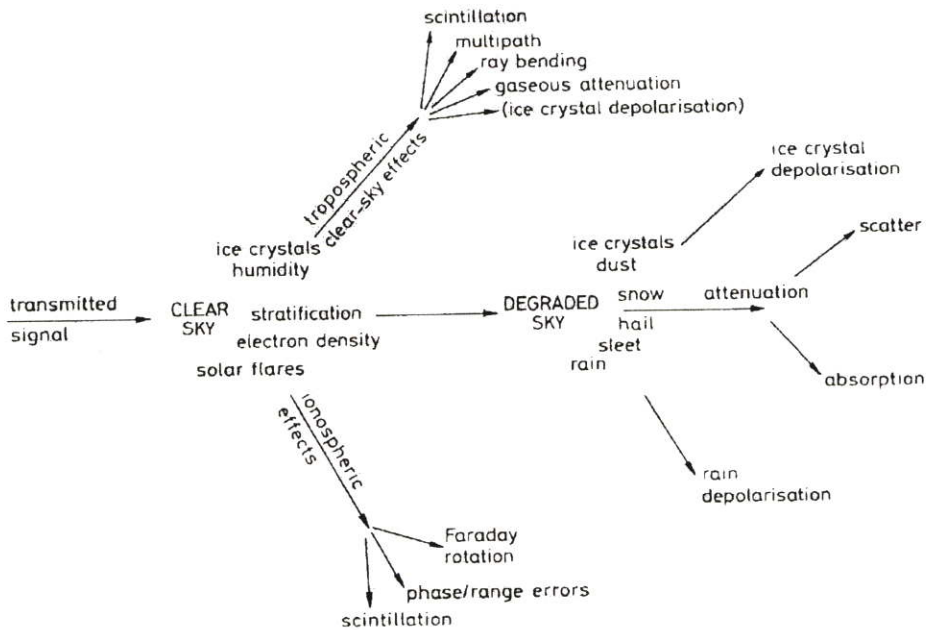 scintillation
multipath
ray bending
gaseous attenuation
(ice crystal depolarisation)
tropospheric
clear-sky effects
ice crystals
humidity
transmitted
signal
CLEAR
SKY
stratification
electron density
solar flares
ionospheric
effects
Faraday
rotation
phase/range errors
scintillation
ice crystals
dust
DEGRADED
SKY
snow
hail
sleet
rain
attenuation
ice crystal
depolarisation
scatter
absorption
rain
depolarisation